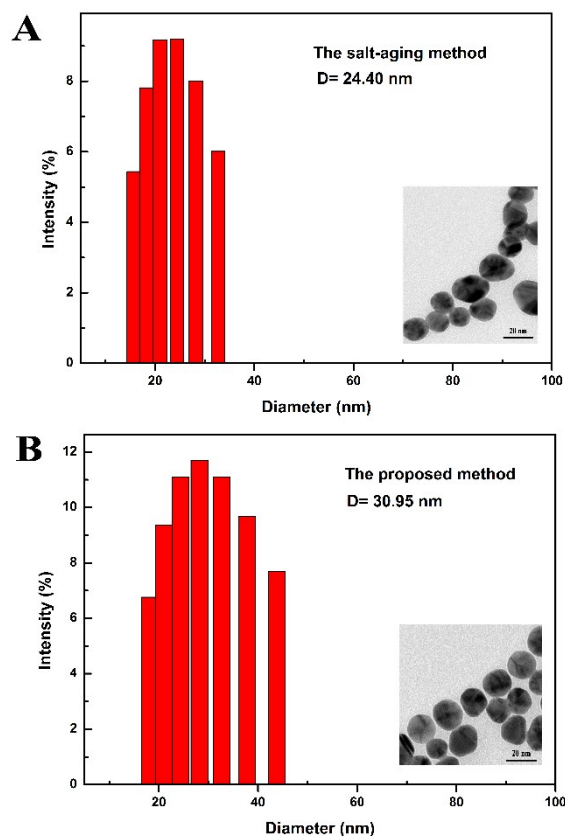 A
The salt-aging method
D= 24.40 nm
8
6
4
2
0
Intensity (%)
20 nm
20
40
60
80
100
Diameter (nm)
B
The proposed method
D= 30.95 nm
12
10
8
6
4
2
0
Intensity (%)
20 nm
20
40
60
80
100
Diameter (nm)